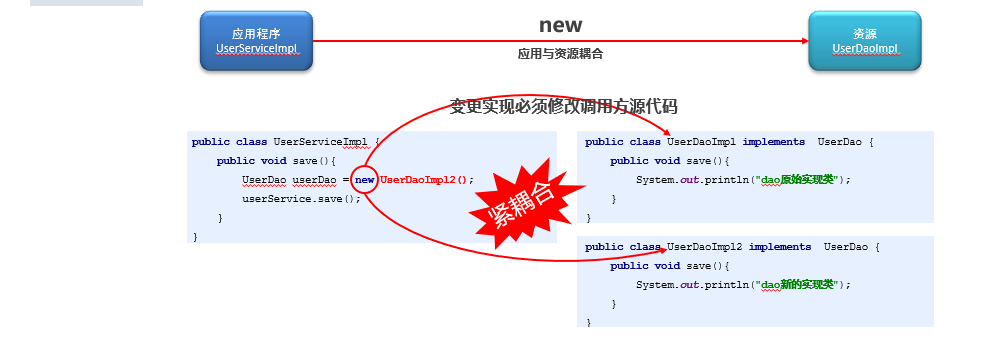 应用程序
UserServiceImpl
new
应用与资源耦合
资源
UserDaoImpl
变更实现必须修改调用方源代码
public class UserServiceImpl {
public void save(){
UserDao userDao = new UserDaoImpl2();
userService.save();
}
}
紧耦合
public class UserDaoImpl implements UserDao {
public void save(){
System.out.println("dao原始实现类");
}
}
public class UserDaoImpl2 implements UserDao {
public void save(){
System.out.println("dao新的实现类");
}
}